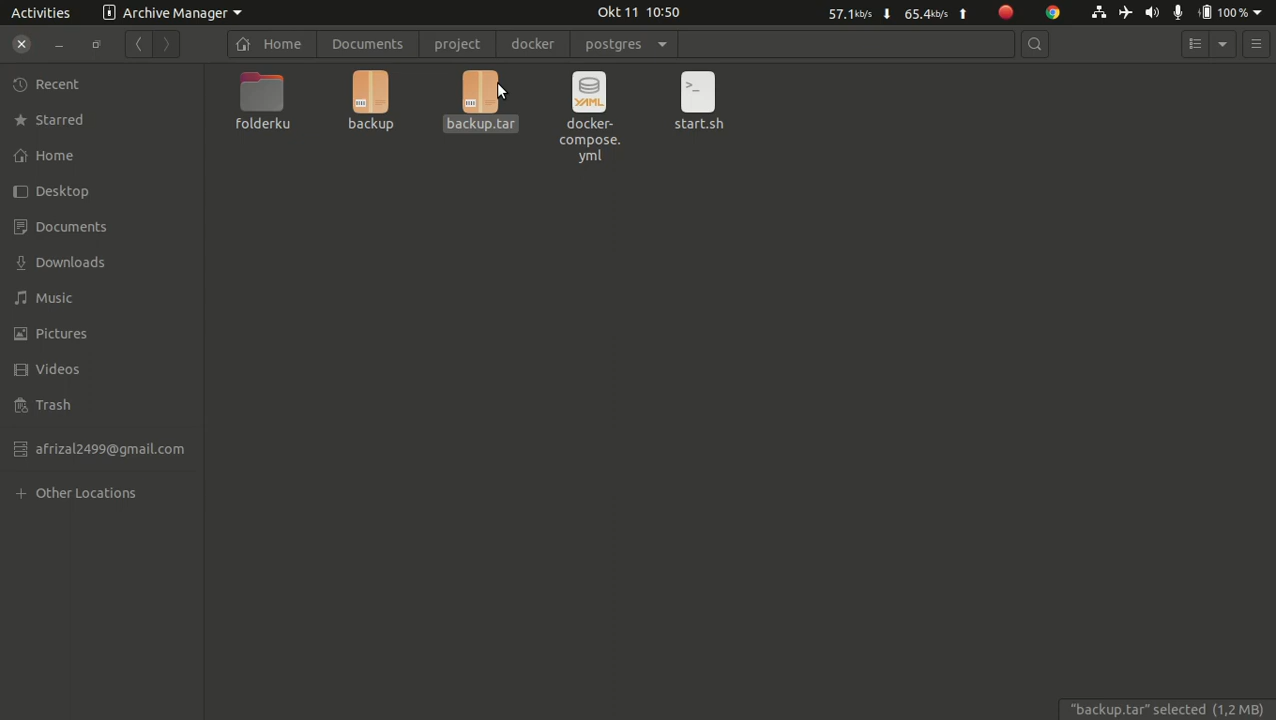 Activities Archive Manager Okt 11 10:50 57.1kb/s 65.4kb/s 100 %
Home Documents project docker postgres
Recent
Starred
Home
Desktop
Documents
Downloads
Music
Pictures
Videos
Trash
afrizal2499@gmail.com
Other Locations
folderku
backup
backup.tar
YAML
docker-
compose.
yml
>_
start.sh
“backup.tar” selected (1,2 MB)